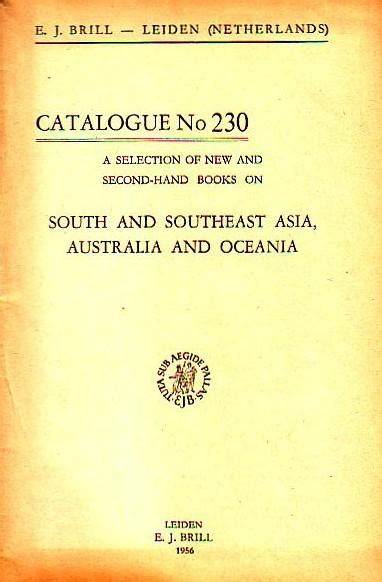 E. J. BRILL — LEIDEN (NETHERLANDS)
CATALOGUE No 230
A SELECTION OF NEW AND
SECOND-HAND BOOKS ON
SOUTH AND SOUTHEAST ASIA,
AUSTRALIA AND OCEANIA
TUTA SUB AEGIDE PALLAS
·EJB·
LEIDEN
E. J. BRILL
1956